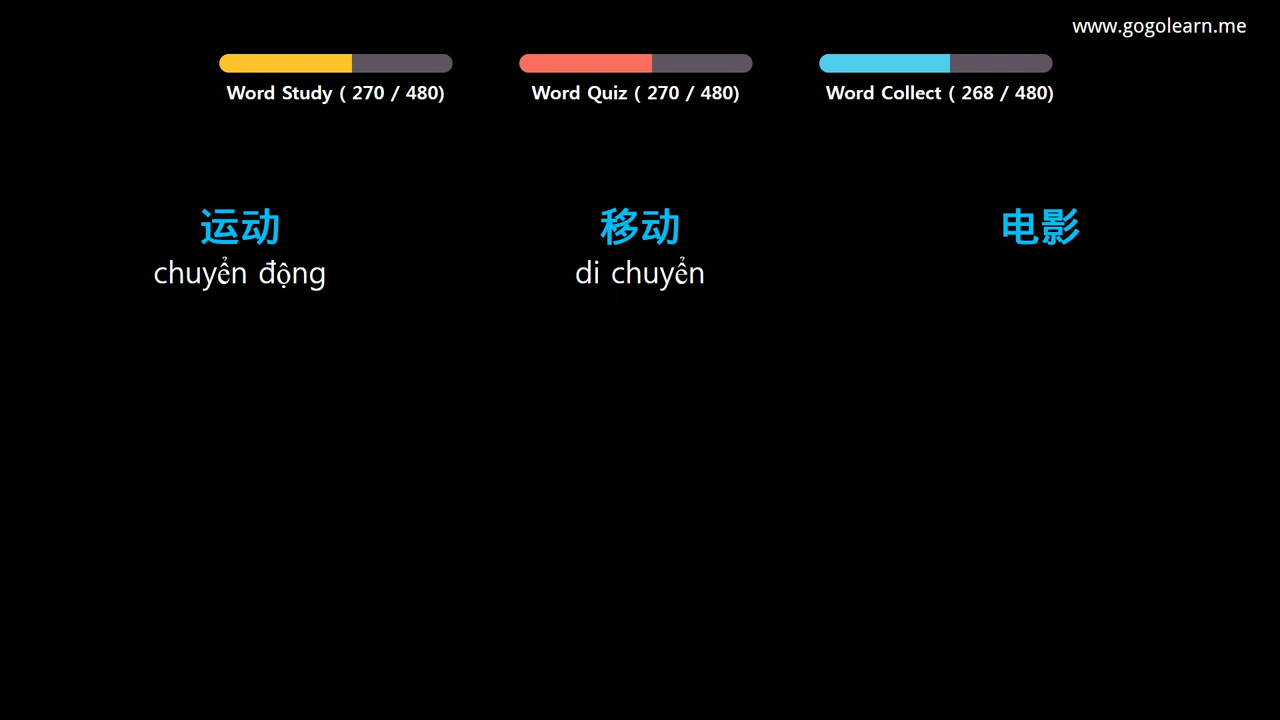 www.gogolearn.me
Word Study ( 270 / 480)
Word Quiz ( 270 / 480)
Word Collect ( 268 / 480)
运动
chuyển động
移动
di chuyển
电影